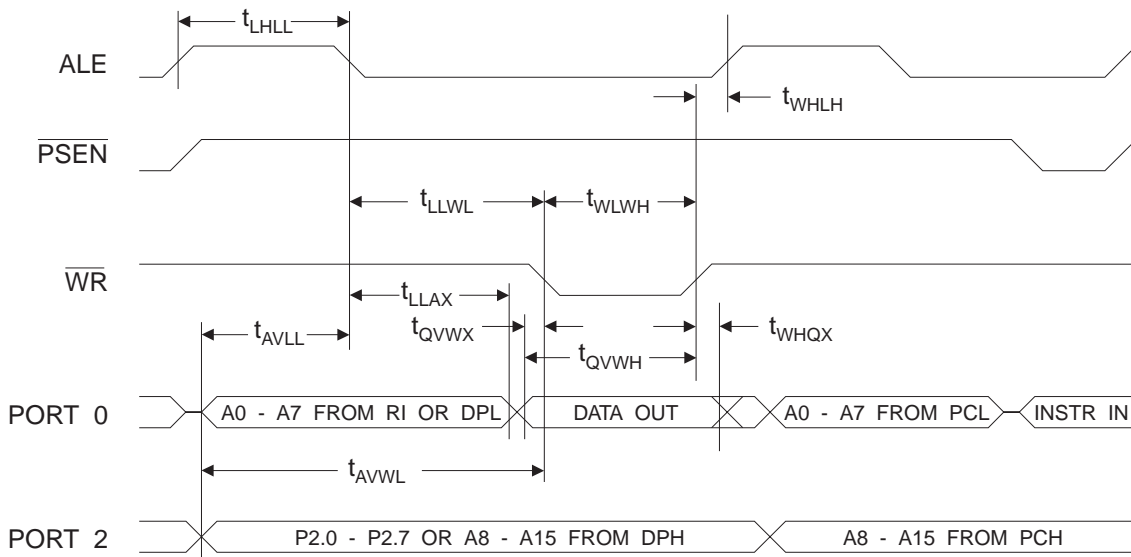 tLHLL
ALE
tWHLH
PSEN
tLLWL
tWLWH
WR
tLLAX
tAVLL
tQVWX
tWHQX
tQVWH
PORT 0
A0 - A7 FROM RI OR DPL
DATA OUT
A0 - A7 FROM PCL
INSTR IN
tAVWL
PORT 2
P2.0 - P2.7 OR A8 - A15 FROM DPH
A8 - A15 FROM PCH